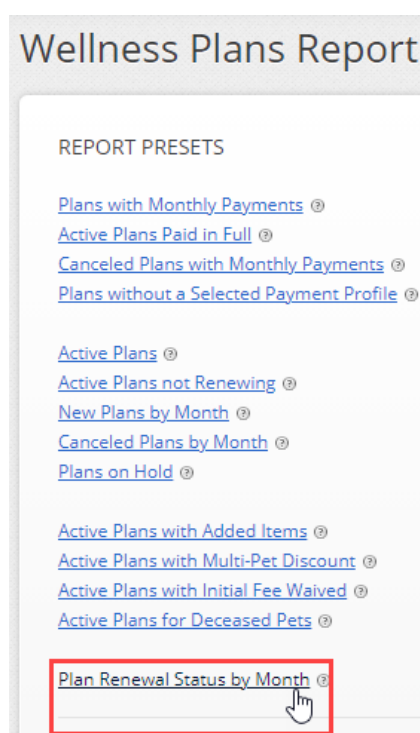 Wellness Plans Report
REPORT PRESETS
Plans with Monthly Payments
Active Plans Paid in Full
Canceled Plans with Monthly Payments
Plans without a Selected Payment Profile
Active Plans
Active Plans not Renewing
New Plans by Month
Canceled Plans by Month
Plans on Hold
Active Plans with Added Items
Active Plans with Multi-Pet Discount
Active Plans with Initial Fee Waived
Active Plans for Deceased Pets
Plan Renewal Status by Month